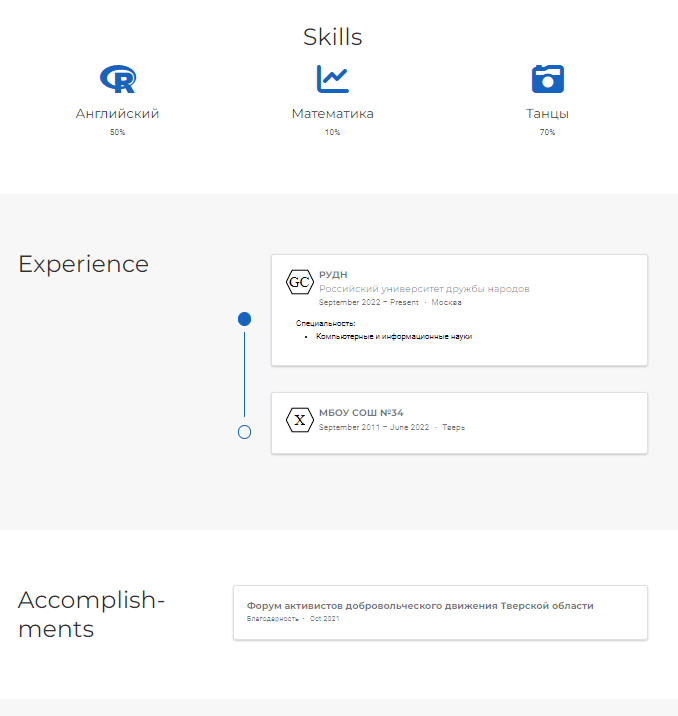 Skills
Английский
Математика
Танцы
50%
10%
70%
Experience
GC
РУДН
Российский университет дружбы народов
September 2022 – Present · Москва
Специальность:
• Компьютерные и информационные науки
X
МБОУ СОШ №34
September 2011 – June 2022 · Тверь
Accomplish-
ments
Форум активистов добровольческого движения Тверской области
Благодарность · Oct 2021